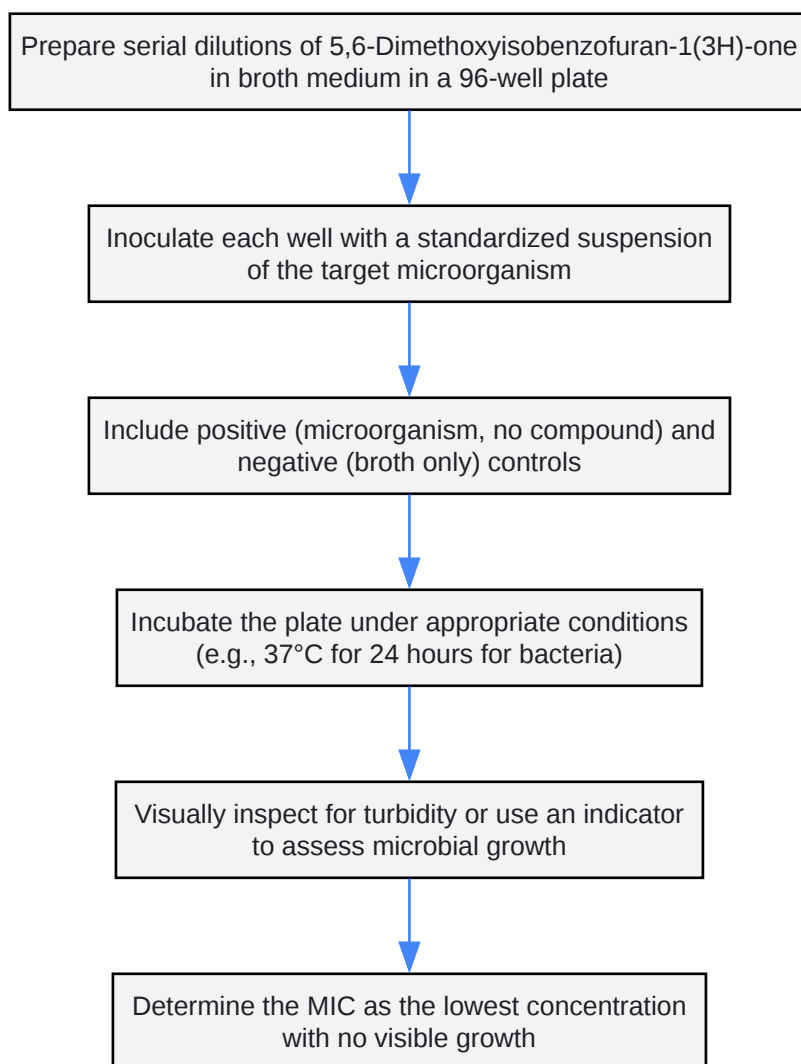 Prepare serial dilutions of 5,6-Dimethoxyisobenzofuran-1(3H)-one
in broth medium in a 96-well plate
Inoculate each well with a standardized suspension
of the target microorganism
Include positive (microorganism, no compound) and
negative (broth only) controls
Incubate the plate under appropriate conditions
(e.g., 37°C for 24 hours for bacteria)
Visually inspect for turbidity or use an indicator
to assess microbial growth
Determine the MIC as the lowest concentration
with no visible growth